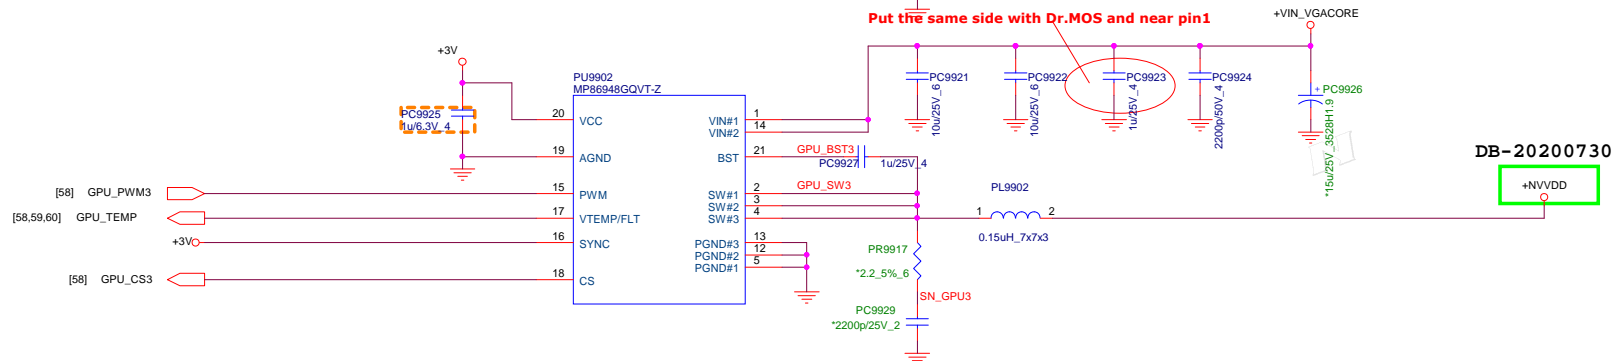 Put the same side with Dr.MOS and near pin1
+VIN_VGACORE
+3V
PU9902
MP86948GQVT-Z
PC9921
10u/25V_6
PC9922
10u/25V_6
PC9923
1u/25V_4
PC9924
2200p/50V_4
+ PC9926
*15u/25V_3528H1.9
PC9925
1u/6.3V_4
20 VCC
VIN#1 1
VIN#2 14
19 AGND
BST 21
GPU_BST3
PC9927 1u/25V_4
DB-20200730
+NVVDD
[58] GPU_PWM3
15 PWM
SW#1 2
GPU_SW3
SW#2 3
SW#3 4
PL9902
1 2
0.15uH_7x7x3
[58,59,60] GPU_TEMP
17 VTEMP/FLT
+3V
16 SYNC
PGND#3 13
PGND#2 12
PGND#1 5
PR9917
*2.2_5%_6
[58] GPU_CS3
18 CS
SN_GPU3
PC9929
*2200p/25V_2